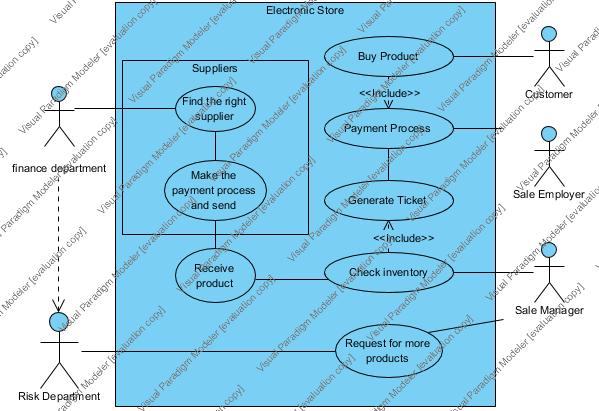 Electronic Store
Suppliers
Find the right
supplier
Make the
payment process
and send
Receive
product
Buy Product
<<Include>>
Payment Process
Generate Ticket
<<Include>>
Check inventory
Request for more
products
finance department
Risk Department
Customer
Sale Employer
Sale Manager
Visual Paradigm Modeler [evaluation copy]